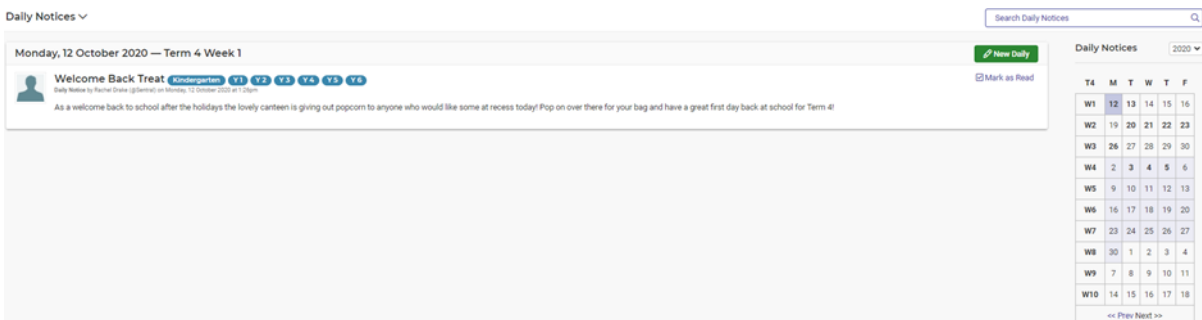 Daily Notices
Search Daily Notices
Monday, 12 October 2020 — Term 4 Week 1
New Daily
Welcome Back Treat Kindergarten Y 1 Y 2 Y 3 Y 4 Y 5 Y 6
Mark as Read
Daily Notice by Rachel Drake (@Sentral) on Monday, 12 October 2020 at 1:28pm
As a welcome back to school after the holidays the lovely canteen is giving out popcorn to anyone who would like some at recess today! Pop on over there for your bag and have a great first day back at school for Term 4!
Daily Notices 2020
T4 M T W T F
W1 12 13 14 15 16
W2 19 20 21 22 23
W3 26 27 28 29 30
W4 2 3 4 5 6
W5 9 10 11 12 13
W6 16 17 18 19 20
W7 23 24 25 26 27
W8 30 1 2 3 4
W9 7 8 9 10 11
W10 14 15 16 17 18
<< Prev Next >>